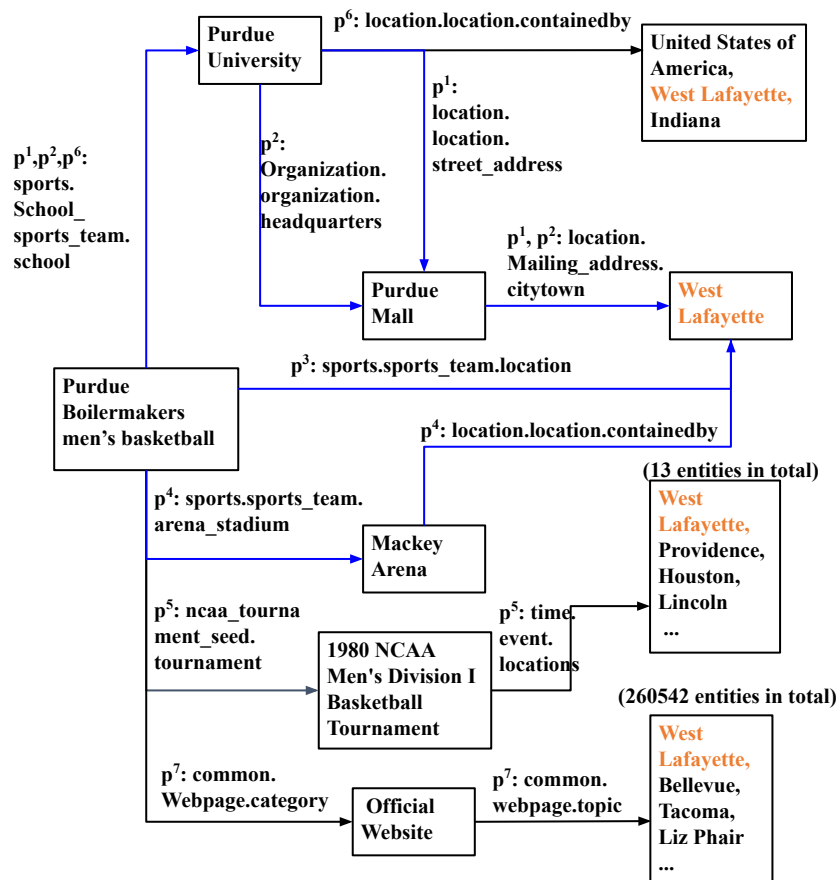 p⁶: location.location.containedby
Purdue
University
United States of
America,
West Lafayette,
Indiana
p¹:
location.
location.
street_address
p²:
Organization.
organization.
headquarters
p¹,p²,p⁶:
sports.
School_
sports_team.
school
p¹, p²: location.
Mailing_address.
citytown
Purdue
Mall
West
Lafayette
p³: sports.sports_team.location
Purdue
Boilermakers
men’s basketball
p⁴: location.location.containedby
(13 entities in total)
p⁴: sports.sports_team.
arena_stadium
Mackey
Arena
West
Lafayette,
Providence,
Houston,
Lincoln
...
p⁵: ncaa_tourna
ment_seed.
tournament
p⁵: time.
event.
locations
1980 NCAA
Men's Division I
Basketball
Tournament
(260542 entities in total)
p⁷: common.
Webpage.category
Official
Website
p⁷: common.
webpage.topic
West
Lafayette,
Bellevue,
Tacoma,
Liz Phair
...